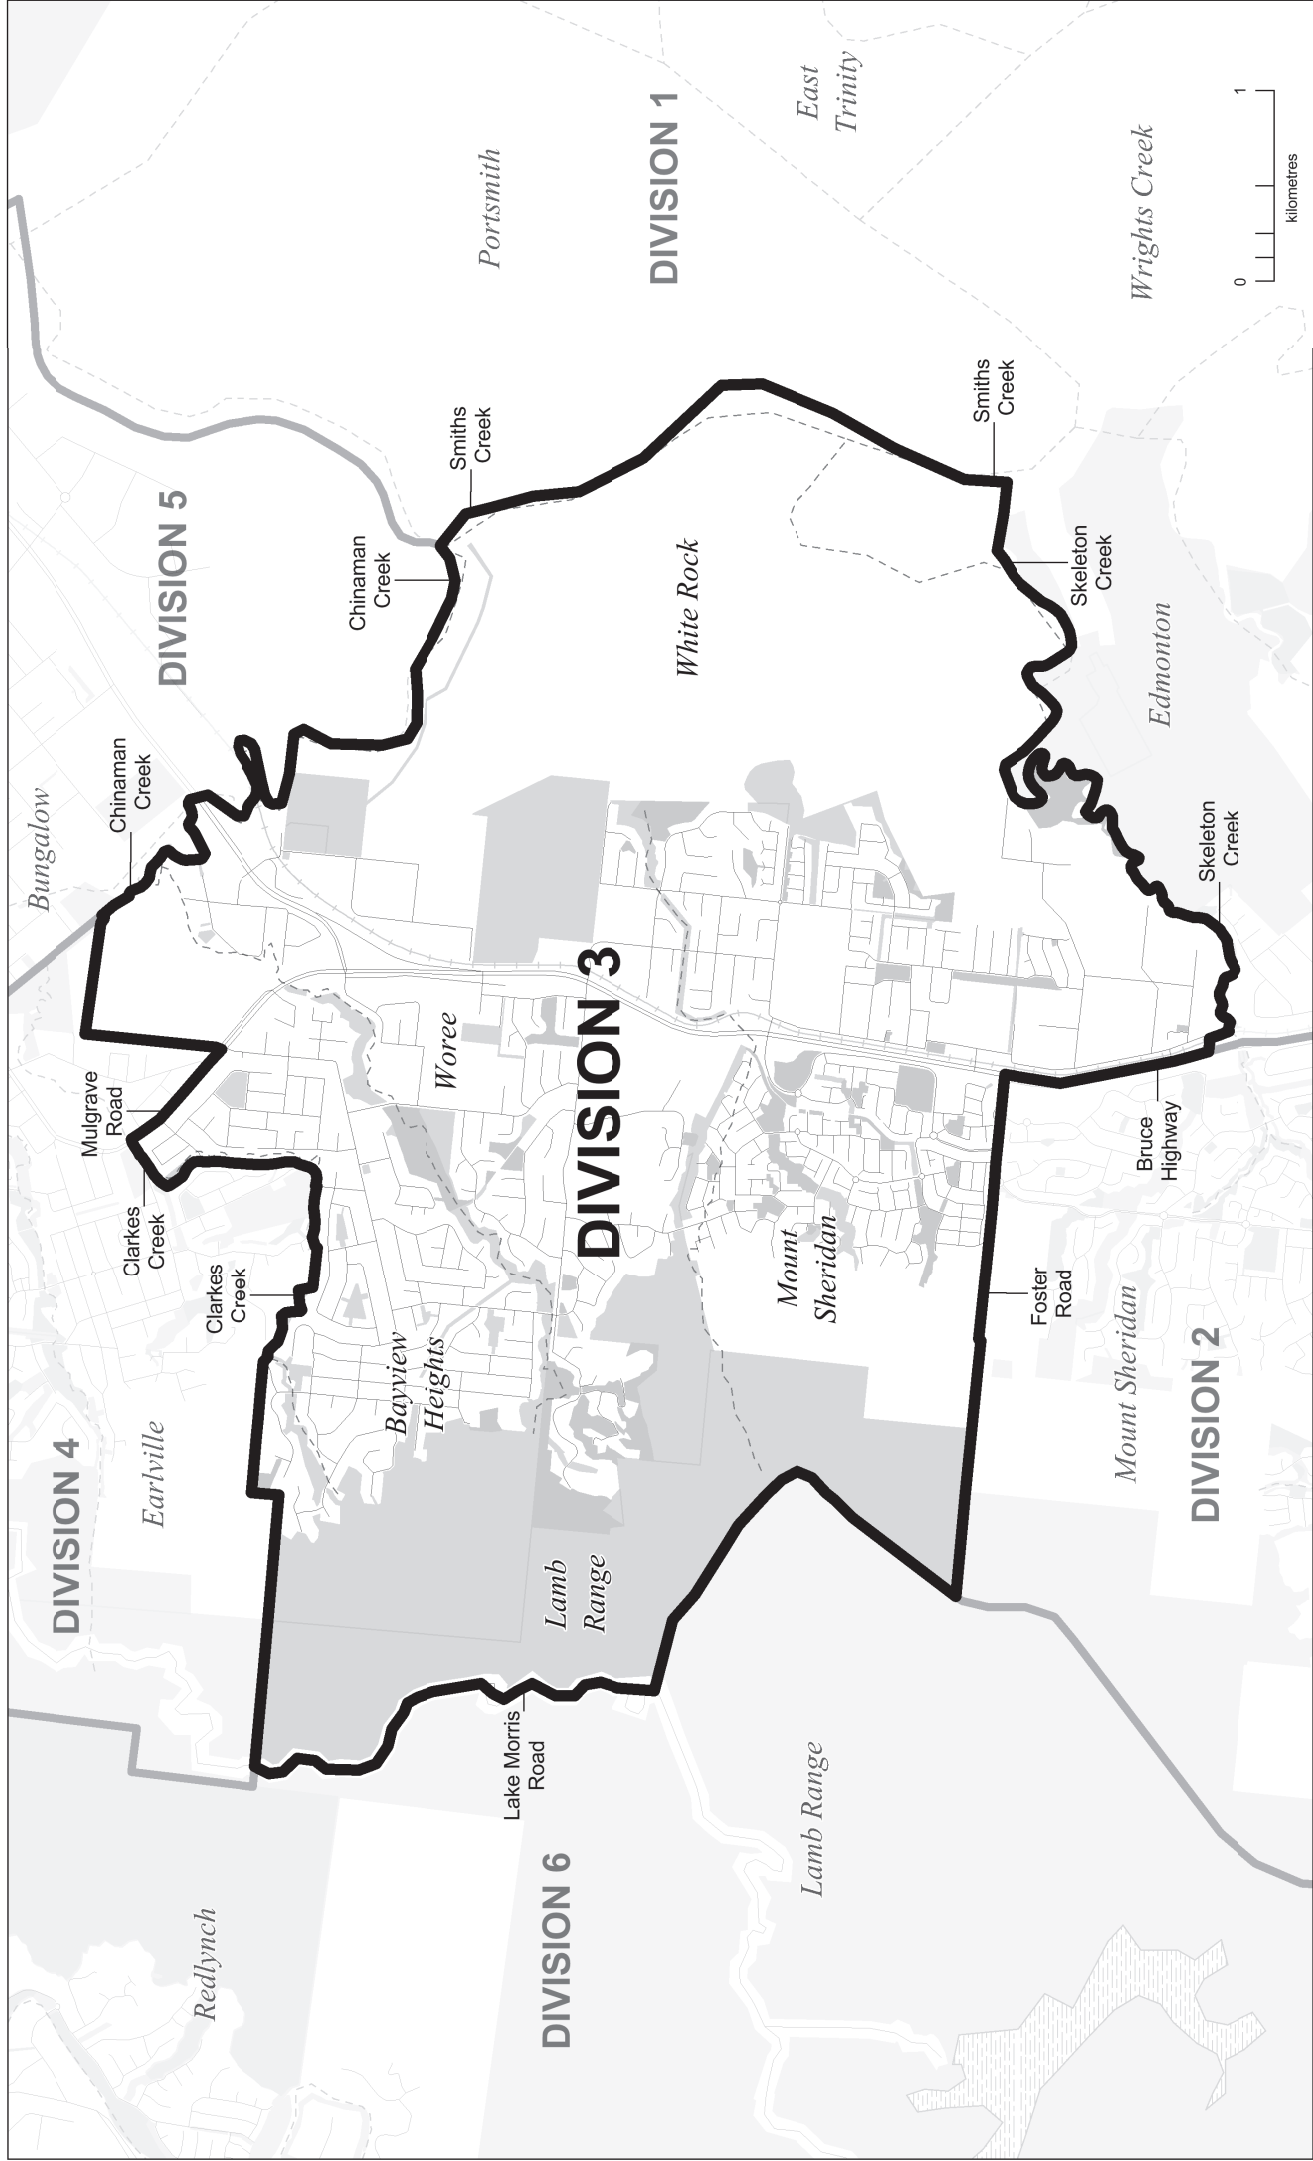 Redlynch
DIVISION 4
Earlville
Clarkes
Creek
Clarkes
Creek
Mulgrave
Road
Bungalow
Chinaman
Creek
DIVISION 5
Chinaman
Creek
Smiths
Creek
Portsmith
DIVISION 1
East
Trinity
Lake Morris
Road
DIVISION 6
Lamb Range
Lamb
Range
Bayview
Heights
Woree
DIVISION 3
Mount
Sheridan
White Rock
Smiths
Creek
Skeleton
Creek
Edmonton
Skeleton
Creek
Bruce
Highway
Foster
Road
Mount Sheridan
DIVISION 2
Wrights Creek
0
1
kilometres